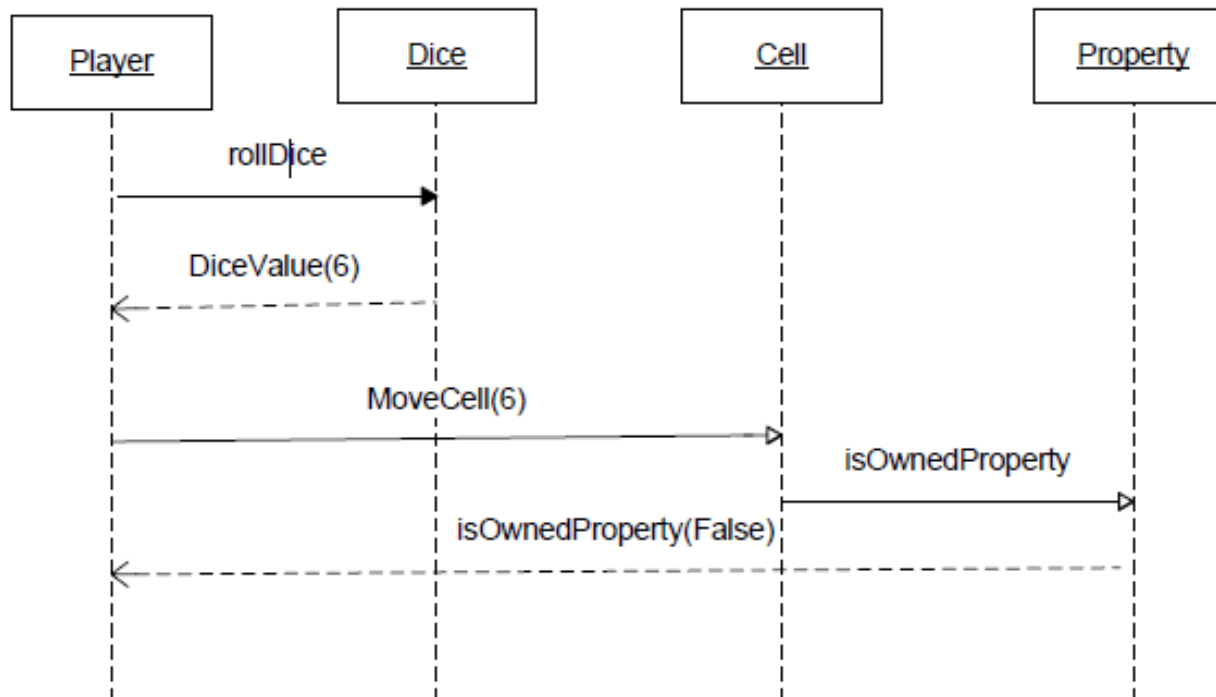 Player
Dice
Cell
Property
rollDice
DiceValue(6)
MoveCell(6)
isOwnedProperty
isOwnedProperty(False)